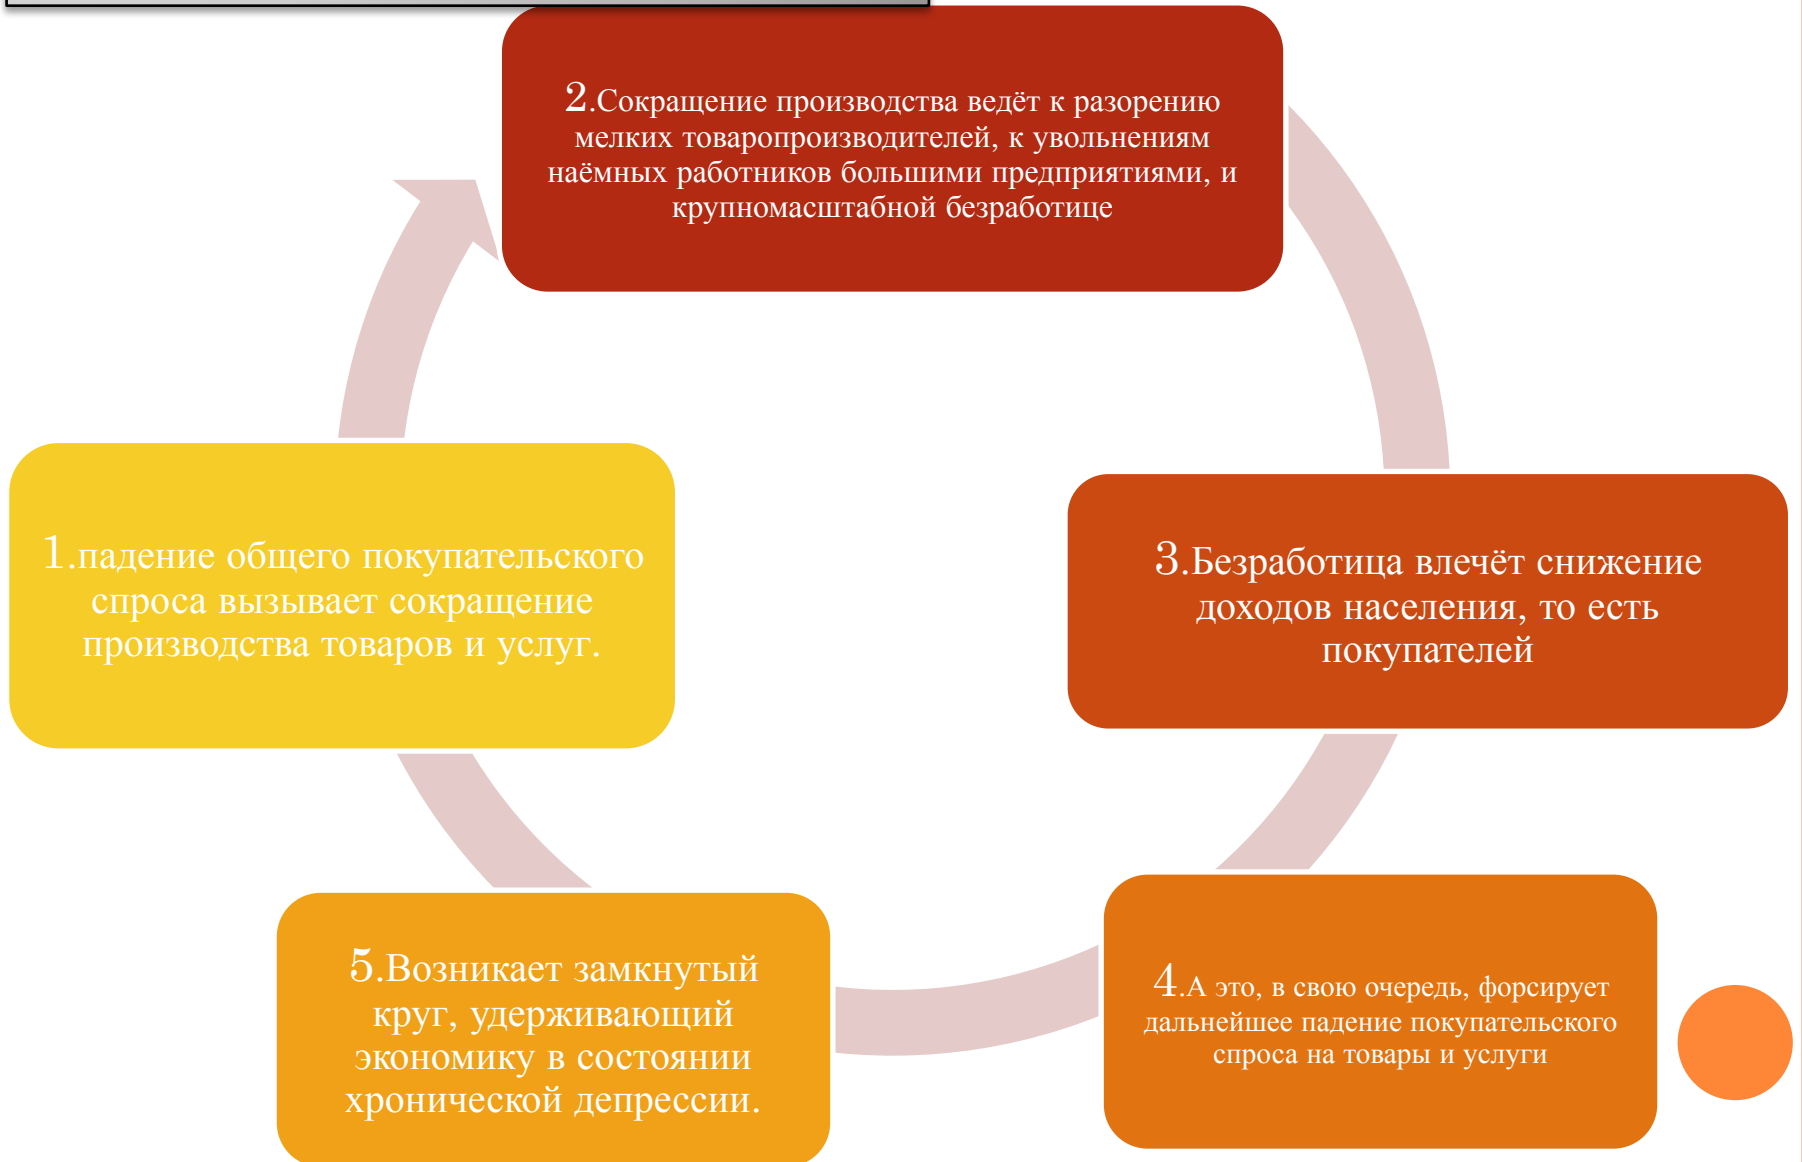 2.Сокращение производства ведёт к разорению
мелких товаропроизводителей, к увольнениям
наёмных работников большими предприятиями, и
крупномасштабной безработице
1.падение общего покупательского
спроса вызывает сокращение
производства товаров и услуг.
3.Безработица влечёт снижение
доходов населения, то есть
покупателей
4.А это, в свою очередь, форсирует
дальнейшее падение покупательского
спроса на товары и услуги
5.Возникает замкнутый
круг, удерживающий
экономику в состоянии
хронической депрессии.